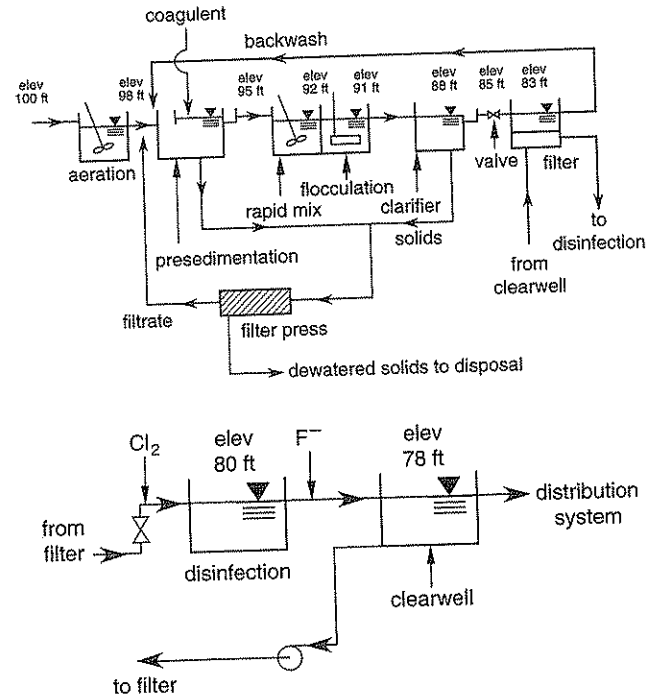 coagulent
backwash
elev
100 ft
elev
98 ft
elev
95 ft
elev
92 ft
elev
91 ft
elev
88 ft
elev
85 ft
elev
83 ft
aeration
rapid mix
flocculation
clarifier
valve
filter
presedimentation
solids
to
disinfection
from
clearwell
filtrate
filter press
dewatered solids to disposal
Cl2
elev
80 ft
F−
elev
78 ft
from
filter
disinfection
clearwell
distribution
system
to filter